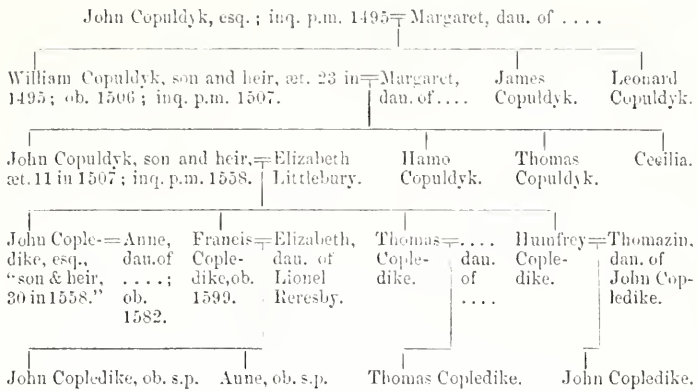 John Copuldyk, esq. ; inq. p.m. 1495 Margaret, dau. of . . . .
William Copuldyk, son and heir, æt. 23 in
1495 ; ob. 1506 ; inq. p.m. 1507.
Margaret,
dau. of . . . .
James
Copuldyk.
Leonard
Copuldyk.
John Copuldyk, son and heir,
æt. 11 in 1507 ; inq. p.m. 1558.
Elizabeth
Littlebury.
Hamo
Copuldyk.
Thomas
Copuldyk.
Cecilia.
John Cople-
dike, esq.,
"son & heir,
30 in 1558."
Anne,
dau. of
. . . . ;
ob.
1582.
Francis
Cople-
dike, ob.
1599.
Elizabeth,
dau. of
Lionel
Reresby.
Thomas
Cople-
dike.
. . . .
dau.
of
. . . .
Humfrey
Cople-
dike.
Thomazin,
dau. of
John Cop-
ledike.
John Copledike, ob. s.p.
Anne, ob. s.p.
Thomas Copledike.
John Copledike.